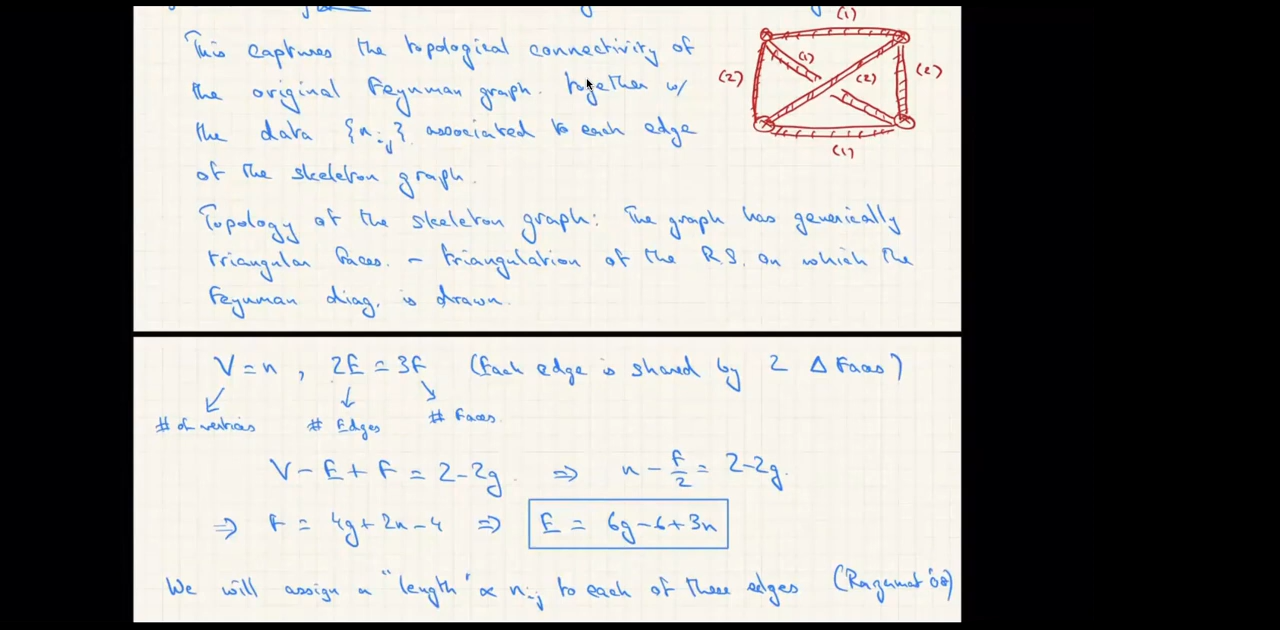 (1)
This captures the topological connectivity of
the original Feynman graph. together w/
the data {n_ij} associated to each edge
of the skeleton graph.
(2)
(1)
(2)
(2)
(1)
Topology of the skeleton graph: The graph has generically
triangular faces. - triangulation of the R.S. on which the
Feynman diag. is drawn.
V = n , 2E = 3F (Each edge is shared by 2 Δ Faces)
# of vertices # Edges # Faces.
V - E + F = 2-2g. ⇒ n - F/2 = 2-2g.
⇒ F = 4g+2n-4 ⇒ E = 6g-6+3n
We will assign a "length" ∝ n_ij to each of these edges (Razamat '08)